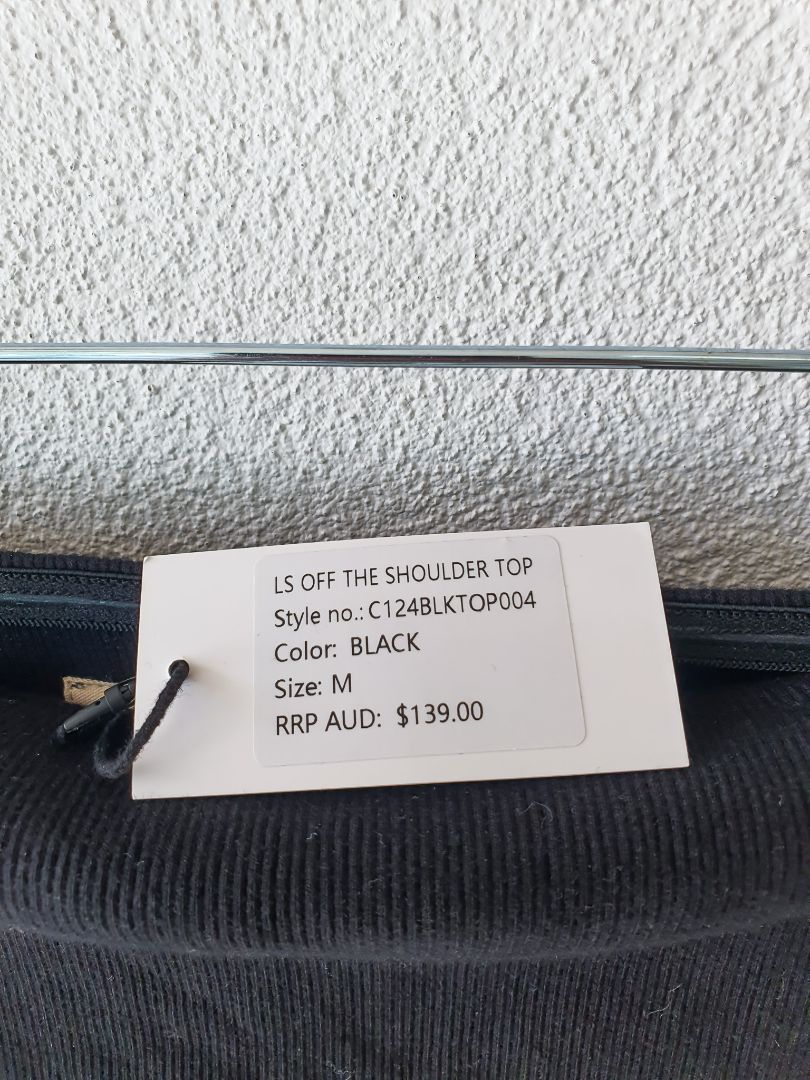 LS OFF THE SHOULDER TOP
Style no.: C124BLKTOP004
Color: BLACK
Size: M
RRP AUD: $139.00